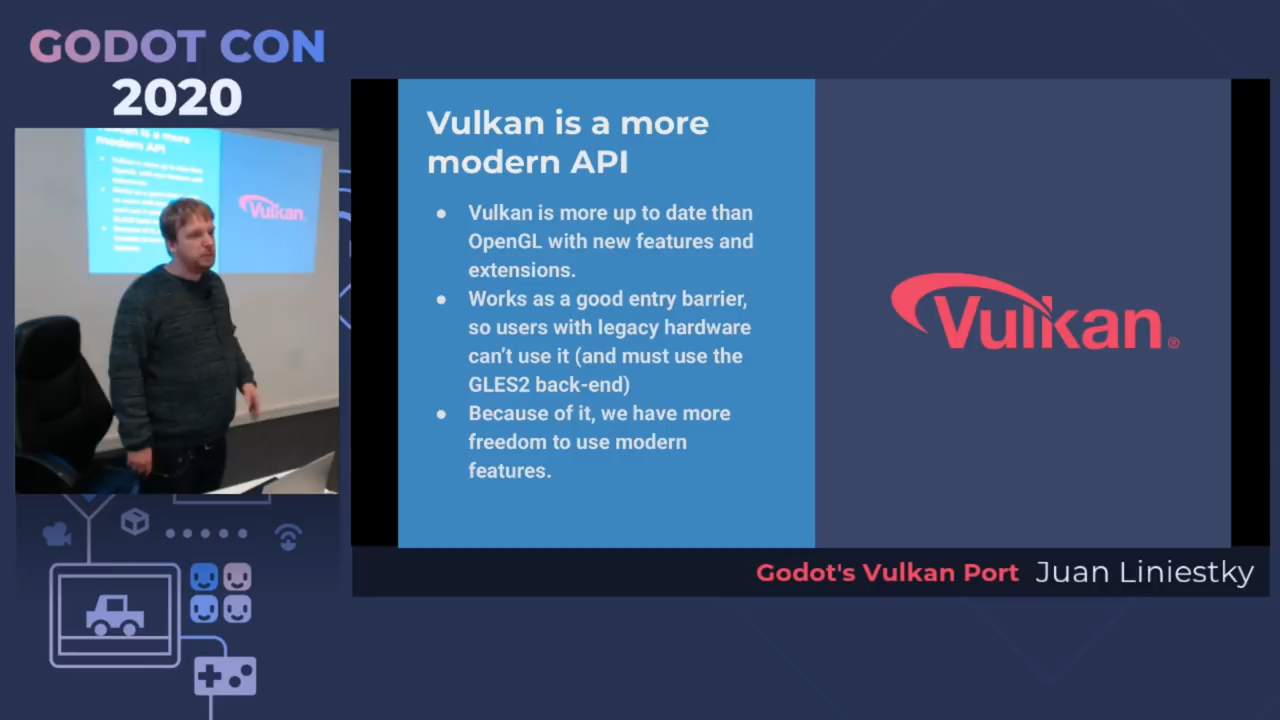 GODOT CON
2020
Vulkan is a more
modern API
● Vulkan is more up to date than
OpenGL with new features and
extensions.
● Works as a good entry barrier,
so users with legacy hardware
can't use it (and must use the
GLES2 back-end)
● Because of it, we have more
freedom to use modern
features.
Vulkan®
Godot's Vulkan Port Juan Liniestky
modern API
Vulkan